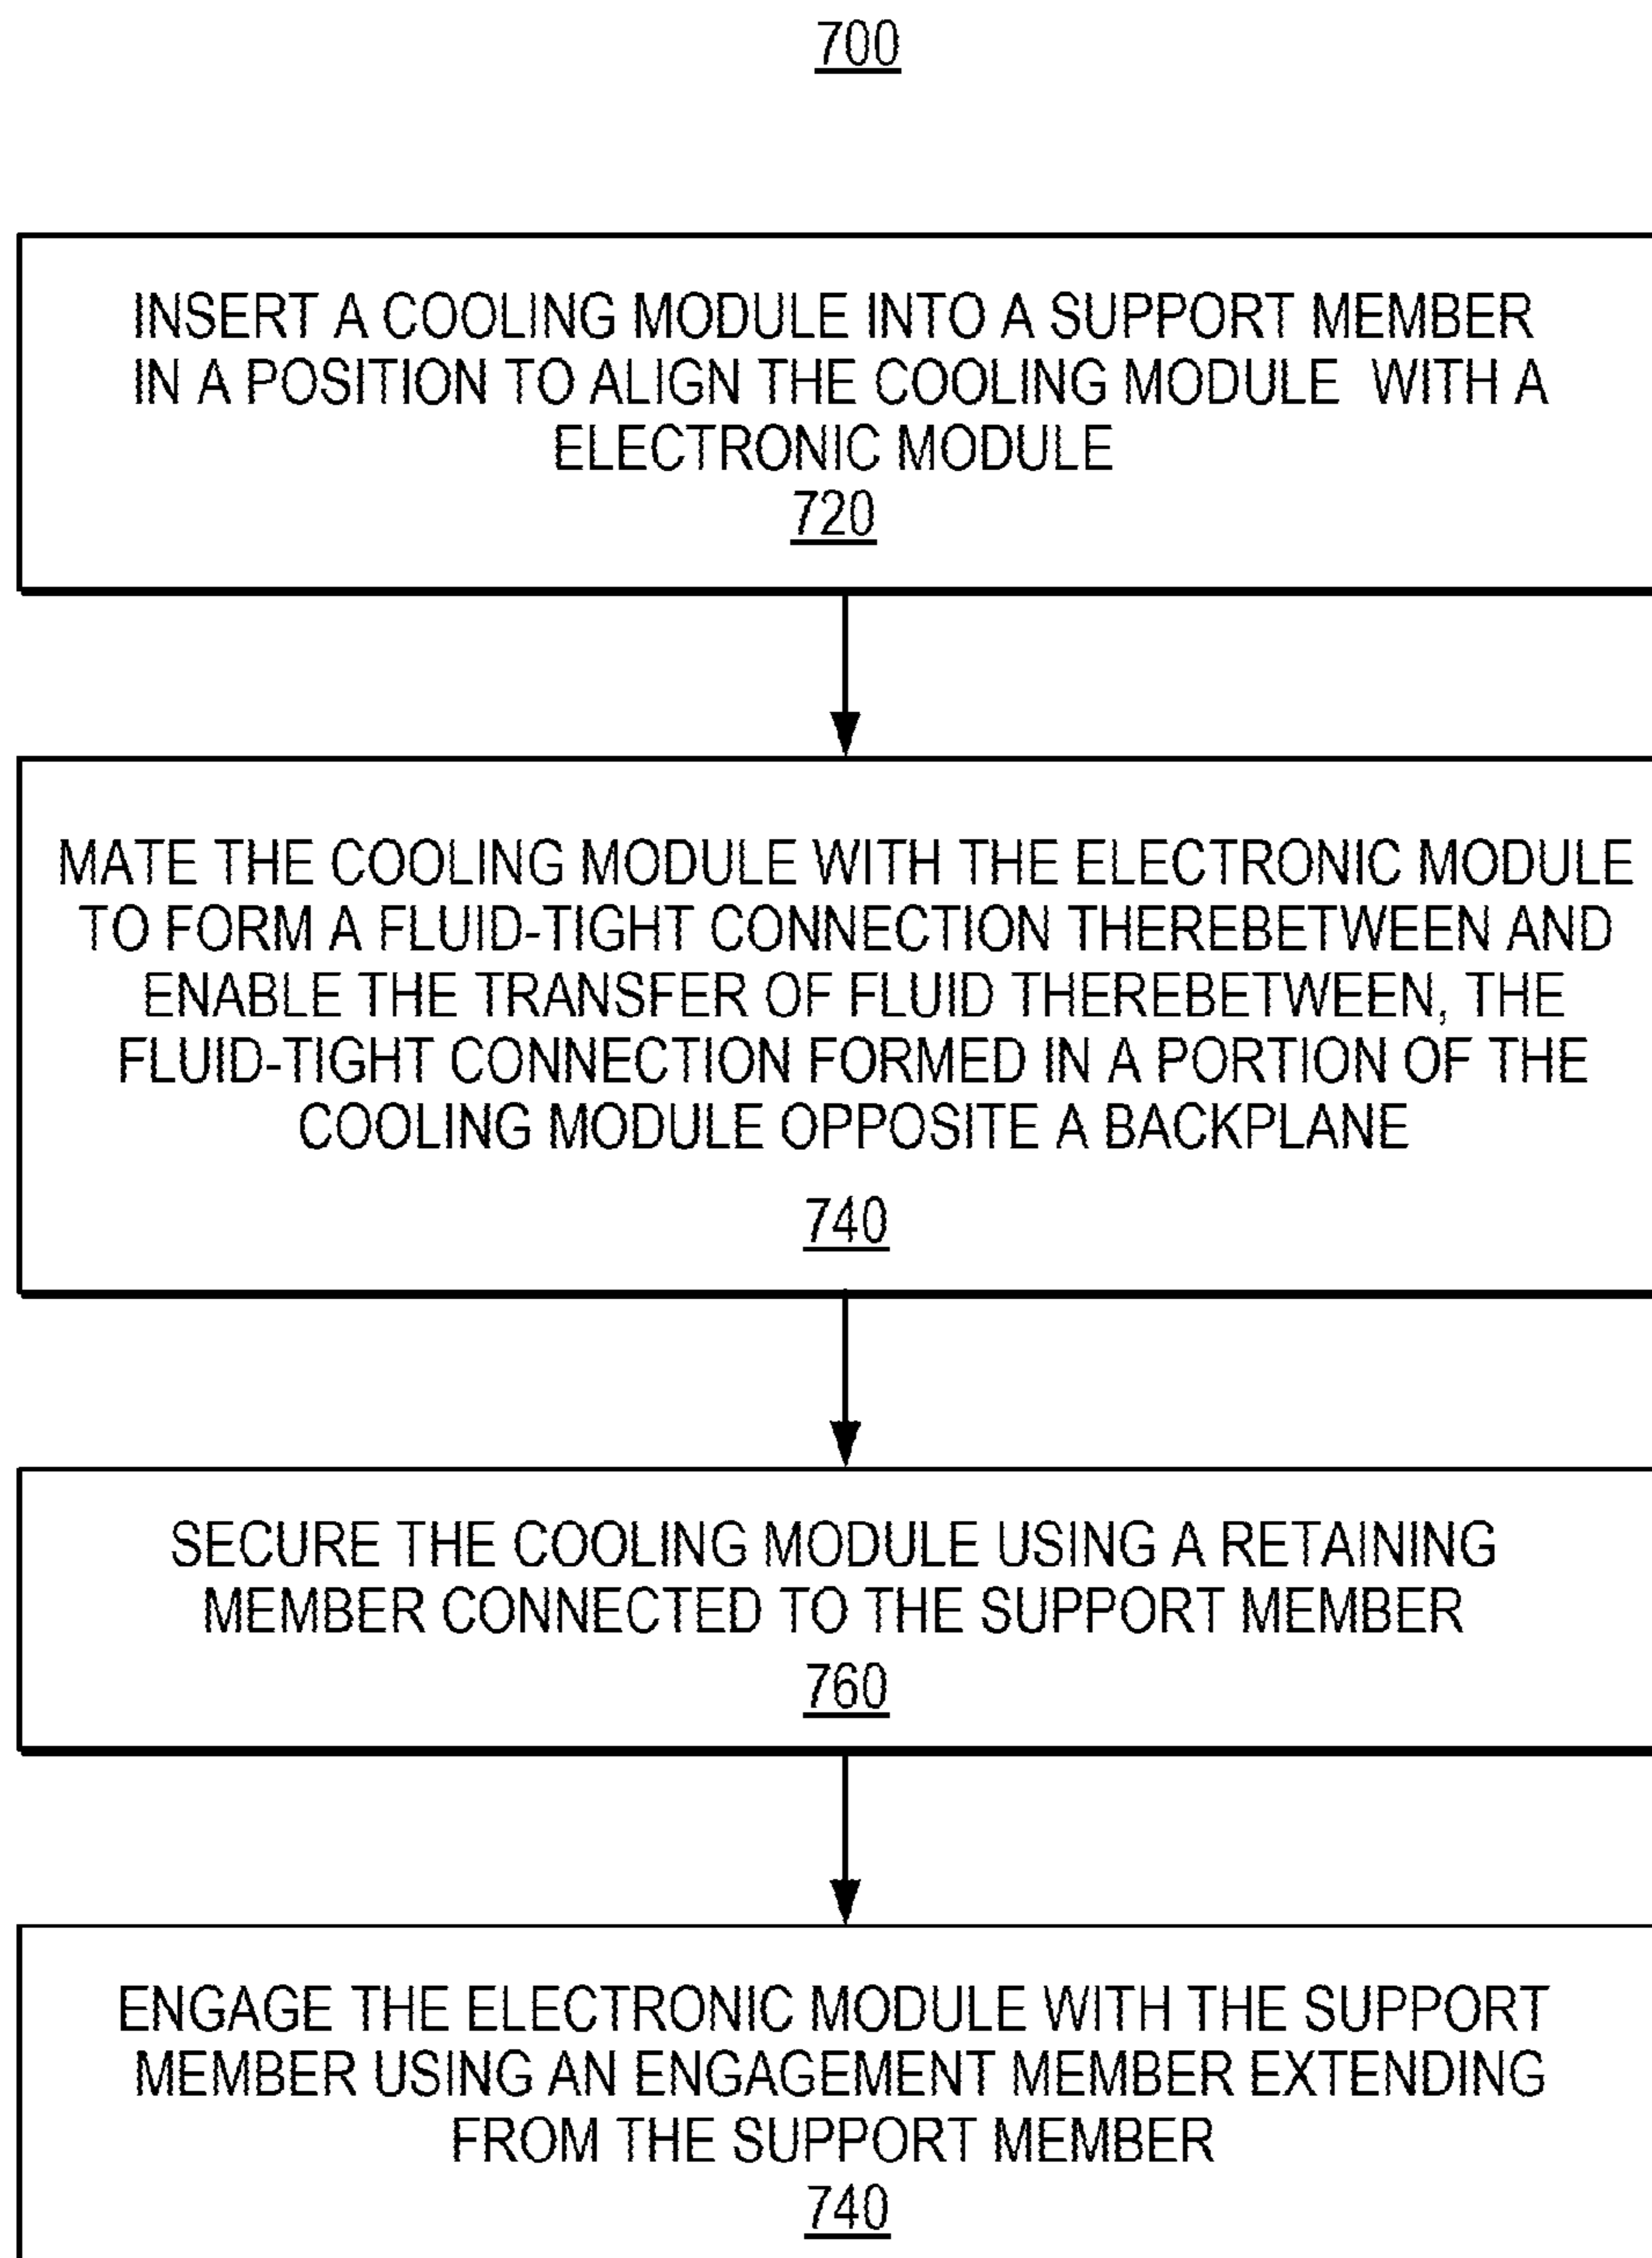 700
INSERT A COOLING MODULE INTO A SUPPORT MEMBER
IN A POSITION TO ALIGN THE COOLING MODULE WITH A
ELECTRONIC MODULE
720
MATE THE COOLING MODULE WITH THE ELECTRONIC MODULE
TO FORM A FLUID-TIGHT CONNECTION THEREBETWEEN AND
ENABLE THE TRANSFER OF FLUID THEREBETWEEN, THE
FLUID-TIGHT CONNECTION FORMED IN A PORTION OF THE
COOLING MODULE OPPOSITE A BACKPLANE
740
SECURE THE COOLING MODULE USING A RETAINING
MEMBER CONNECTED TO THE SUPPORT MEMBER
760
ENGAGE THE ELECTRONIC MODULE WITH THE SUPPORT
MEMBER USING AN ENGAGEMENT MEMBER EXTENDING
FROM THE SUPPORT MEMBER
740